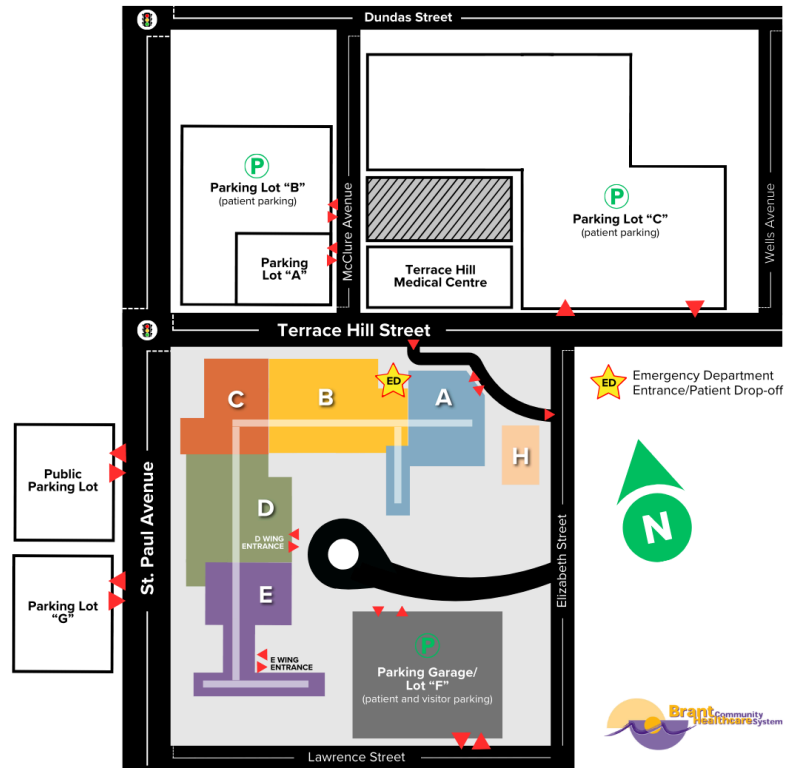 Dundas Street
P
Parking Lot “B”
(patient parking)
Parking
Lot “A”
McClure Avenue
P
Parking Lot “C”
(patient parking)
Terrace Hill
Medical Centre
Wells Avenue
Terrace Hill Street
C
B
ED
A
H
ED
Emergency Department
Entrance/Patient Drop-off
Public
Parking Lot
St. Paul Avenue
D
D WING
ENTRANCE
N
Elizabeth Street
Parking Lot
“G”
E
E WING
ENTRANCE
P
Parking Garage/
Lot “F”
(patient and visitor parking)
Brant Community
Healthcare System
Lawrence Street